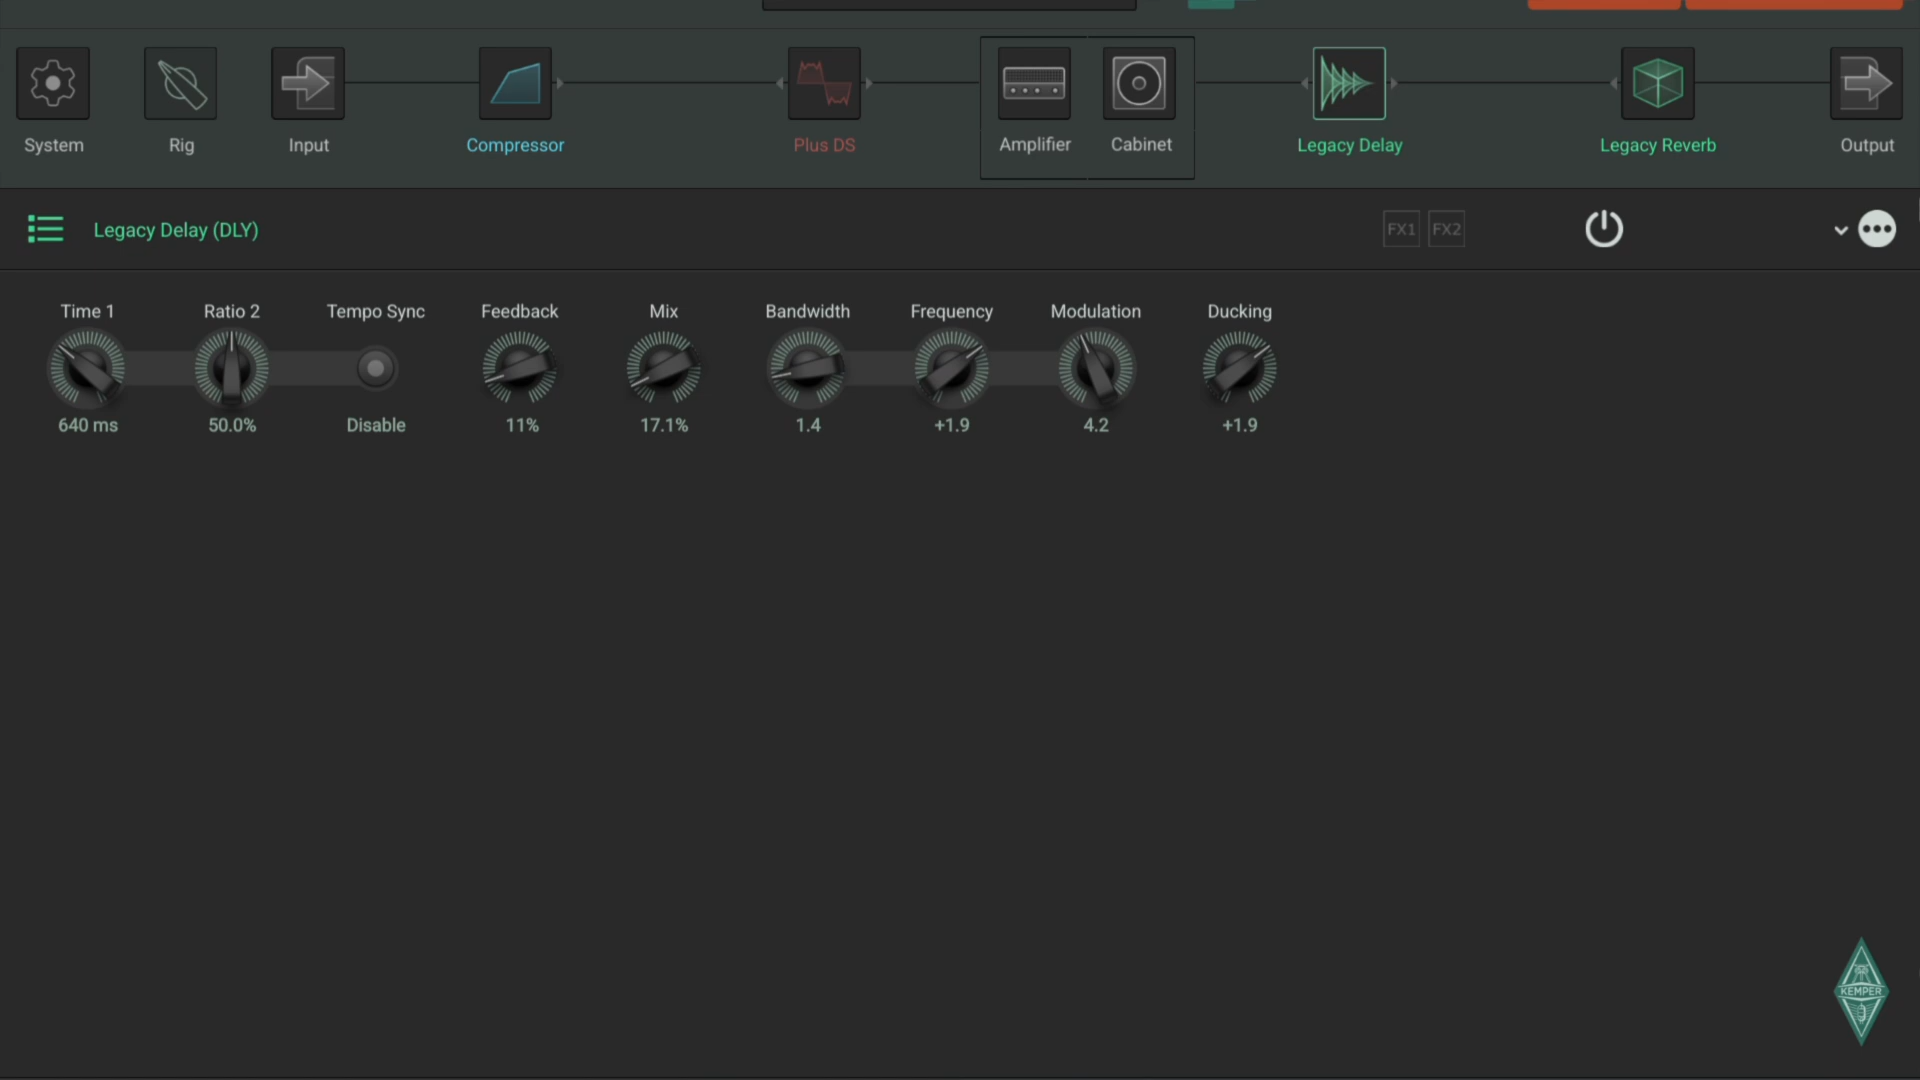 System Rig Input Compressor Plus DS Amplifier Cabinet Legacy Delay Legacy Reverb Output
Legacy Delay (DLY) FX1 FX2
Time 1 Ratio 2 Tempo Sync Feedback Mix Bandwidth Frequency Modulation Ducking
640 ms 50.0% Disable 11% 17.1% 1.4 +1.9 4.2 +1.9
KEMPER